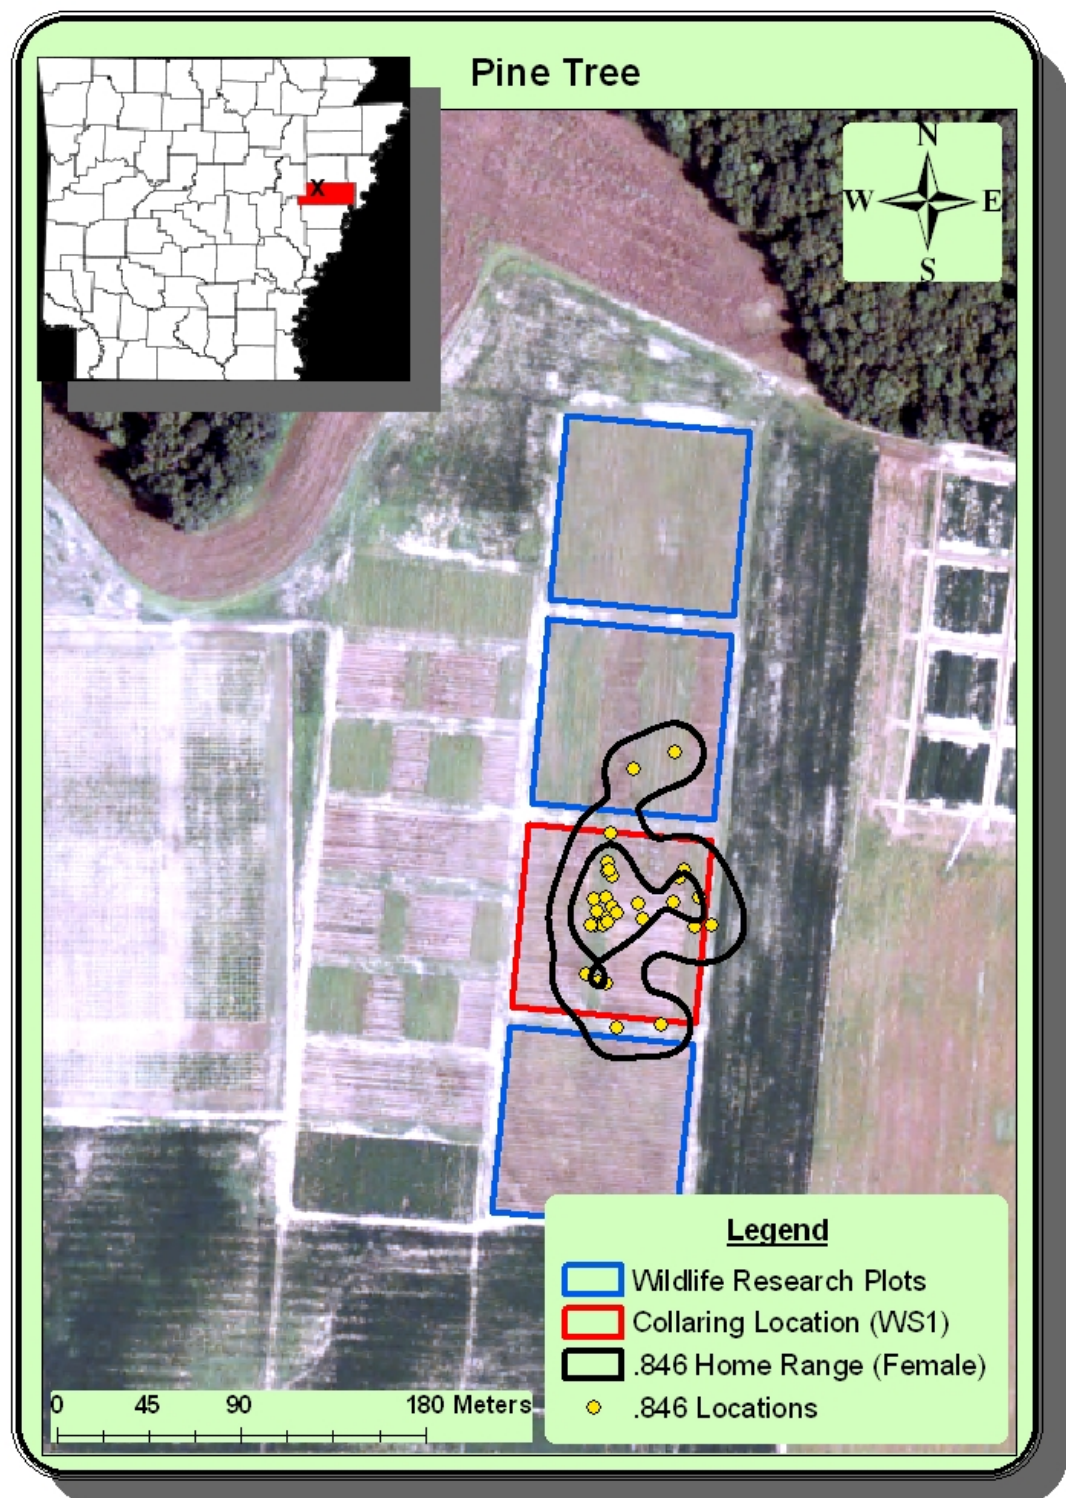 Pine Tree
X
N
W E
S
Legend
Wildlife Research Plots
Collaring Location (WS1)
.846 Home Range (Female)
.846 Locations
0 45 90 180 Meters